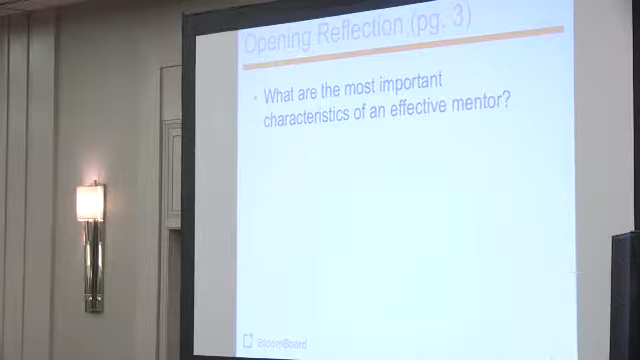 Opening Reflection (pg. 3)
• What are the most important
characteristics of an effective mentor?
BloomBoard